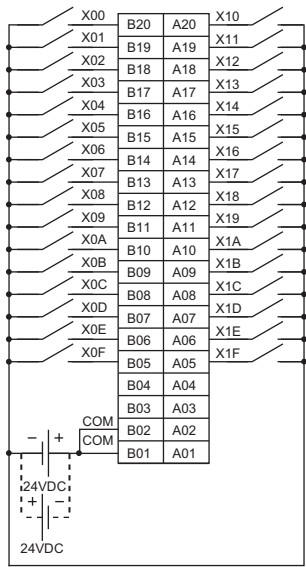 X00 B20 A20 X10
X01 B19 A19 X11
X02 B18 A18 X12
X03 B17 A17 X13
X04 B16 A16 X14
X05 B15 A15 X15
X06 B14 A14 X16
X07 B13 A13 X17
X08 B12 A12 X18
X09 B11 A11 X19
X0A B10 A10 X1A
X0B B09 A09 X1B
X0C B08 A08 X1C
X0D B07 A07 X1D
X0E B06 A06 X1E
X0F B05 A05 X1F
B04 A04
B03 A03
COM B02 A02
− + COM B01 A01
24VDC
+ −
24VDC